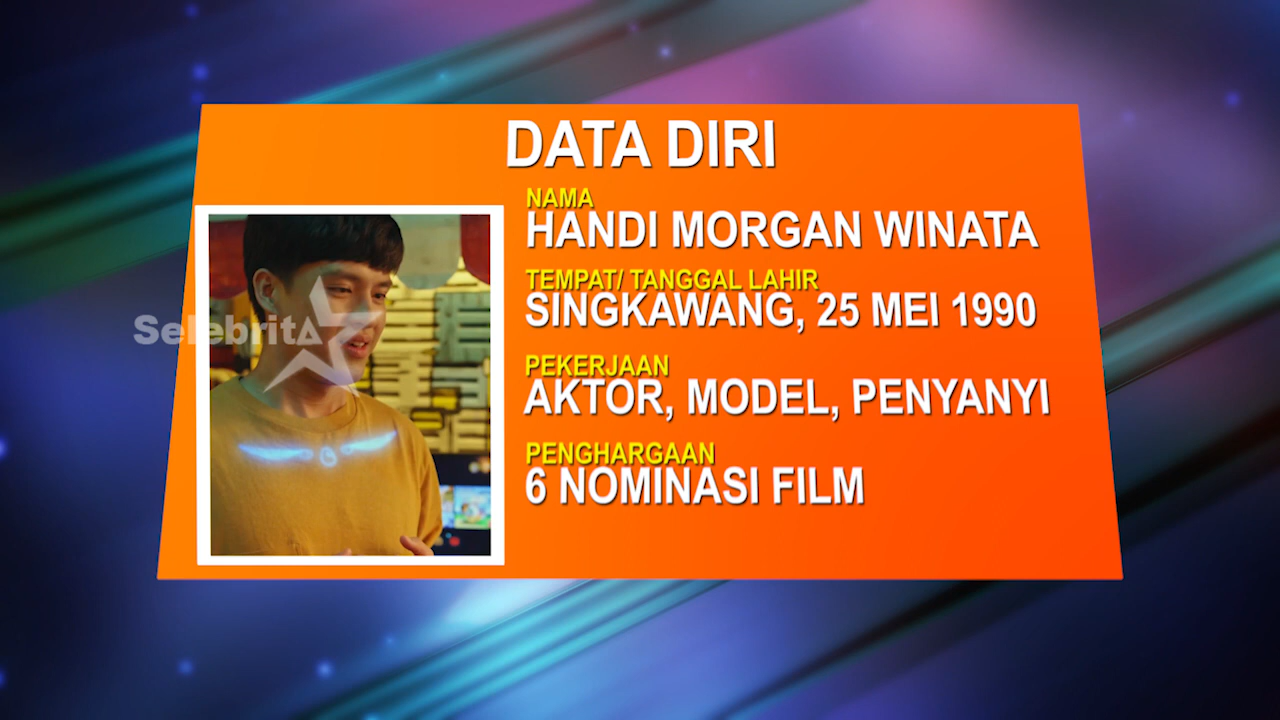 DATA DIRI
NAMA
HANDI MORGAN WINATA
TEMPAT/ TANGGAL LAHIR
SINGKAWANG, 25 MEI 1990
PEKERJAAN
AKTOR, MODEL, PENYANYI
PENGHARGAAN
6 NOMINASI FILM
Selebrita